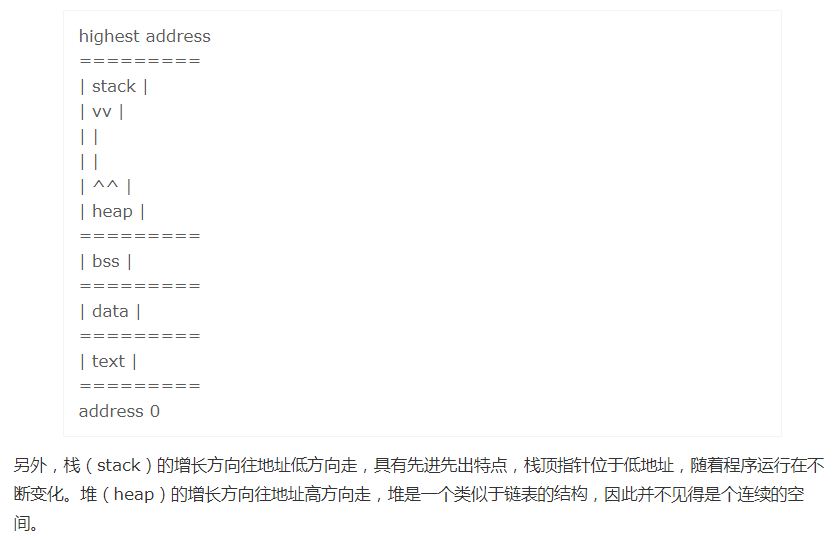 highest address
=========
| stack |
| vv |
| |
| |
| ^^ |
| heap |
=========
| bss |
=========
| data |
=========
| text |
=========
address 0
另外，栈（stack）的增长方向往地址低方向走，具有先进先出特点，栈顶指针位于低地址，随着程序运行在不
断变化。堆（heap）的增长方向往地址高方向走，堆是一个类似于链表的结构，因此并不见得是个连续的空
间。